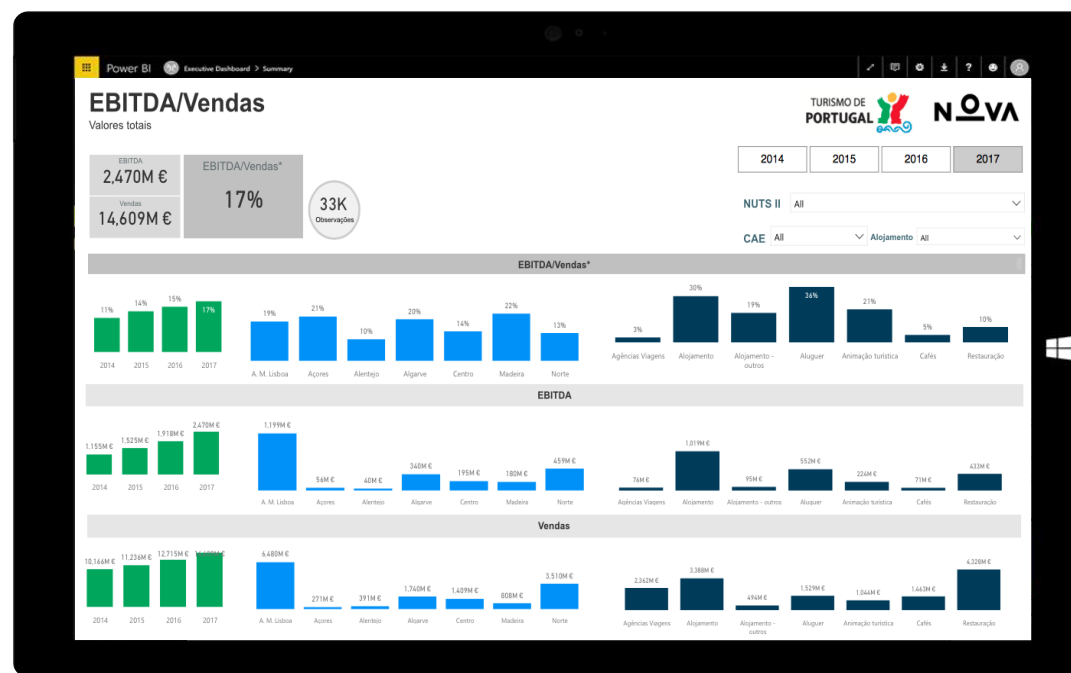 Power BI Executive Dashboard > Summary ?
EBITDA/Vendas
Valores totais
TURISMO DE
PORTUGAL
NOVA
EBITDA
2,470M €
Vendas
14,609M €
EBITDA/Vendas*
17%
33K
Observações
2014 2015 2016 2017
NUTS II All
CAE All Alojamento All
EBITDA/Vendas*
11% 14% 15% 17%
2014 2015 2016 2017
19% 21% 10% 20% 14% 22% 13%
A. M. Lisboa Açores Alentejo Algarve Centro Madeira Norte
3% 30% 19% 36% 21% 5% 10%
Agências Viagens Alojamento Alojamento - Aluguer Animação turística Cafés Restauração
outros
EBITDA
1,155M € 1,525M € 1,918M € 2,470M €
2014 2015 2016 2017
1,199M € 56M € 40M € 340M € 195M € 180M € 459M €
A. M. Lisboa Açores Alentejo Algarve Centro Madeira Norte
76M € 1,019M € 95M € 552M € 224M € 71M € 433M €
Agências Viagens Alojamento Alojamento - outros Aluguer Animação turística Cafés Restauração
Vendas
10,166M € 11,236M € 12,715M €
2014 2015 2016 2017
6,480M € 271M € 391M € 1,740M € 1,409M € 808M € 3,510M €
A. M. Lisboa Açores Alentejo Algarve Centro Madeira Norte
2,362M € 3,388M € 494M € 1,529M € 1,044M € 1,463M € 4,328M €
Agências Viagens Alojamento Alojamento - Aluguer Animação turística Cafés Restauração
outros